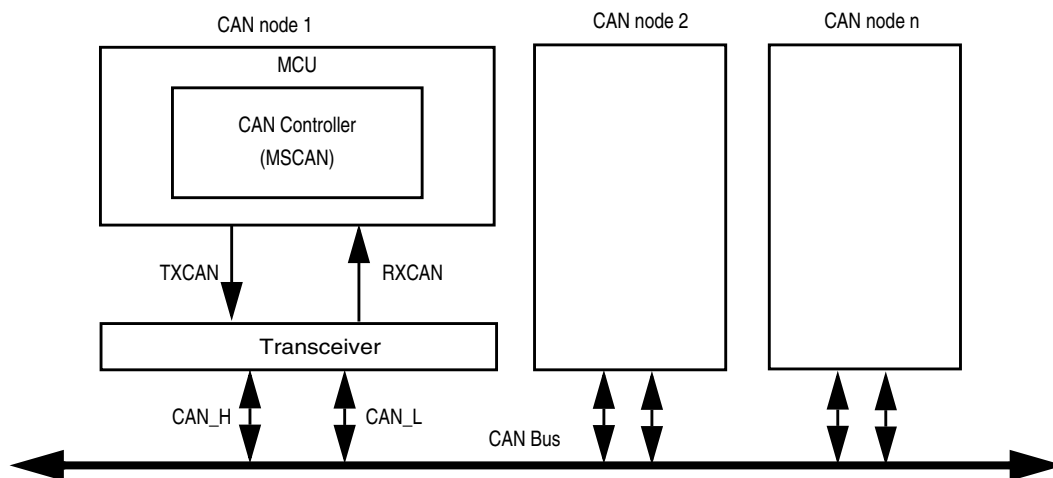 CAN node 1
CAN node 2
CAN node n
MCU
CAN Controller
(MSCAN)
TXCAN
RXCAN
Transceiver
CAN_H
CAN_L
CAN Bus